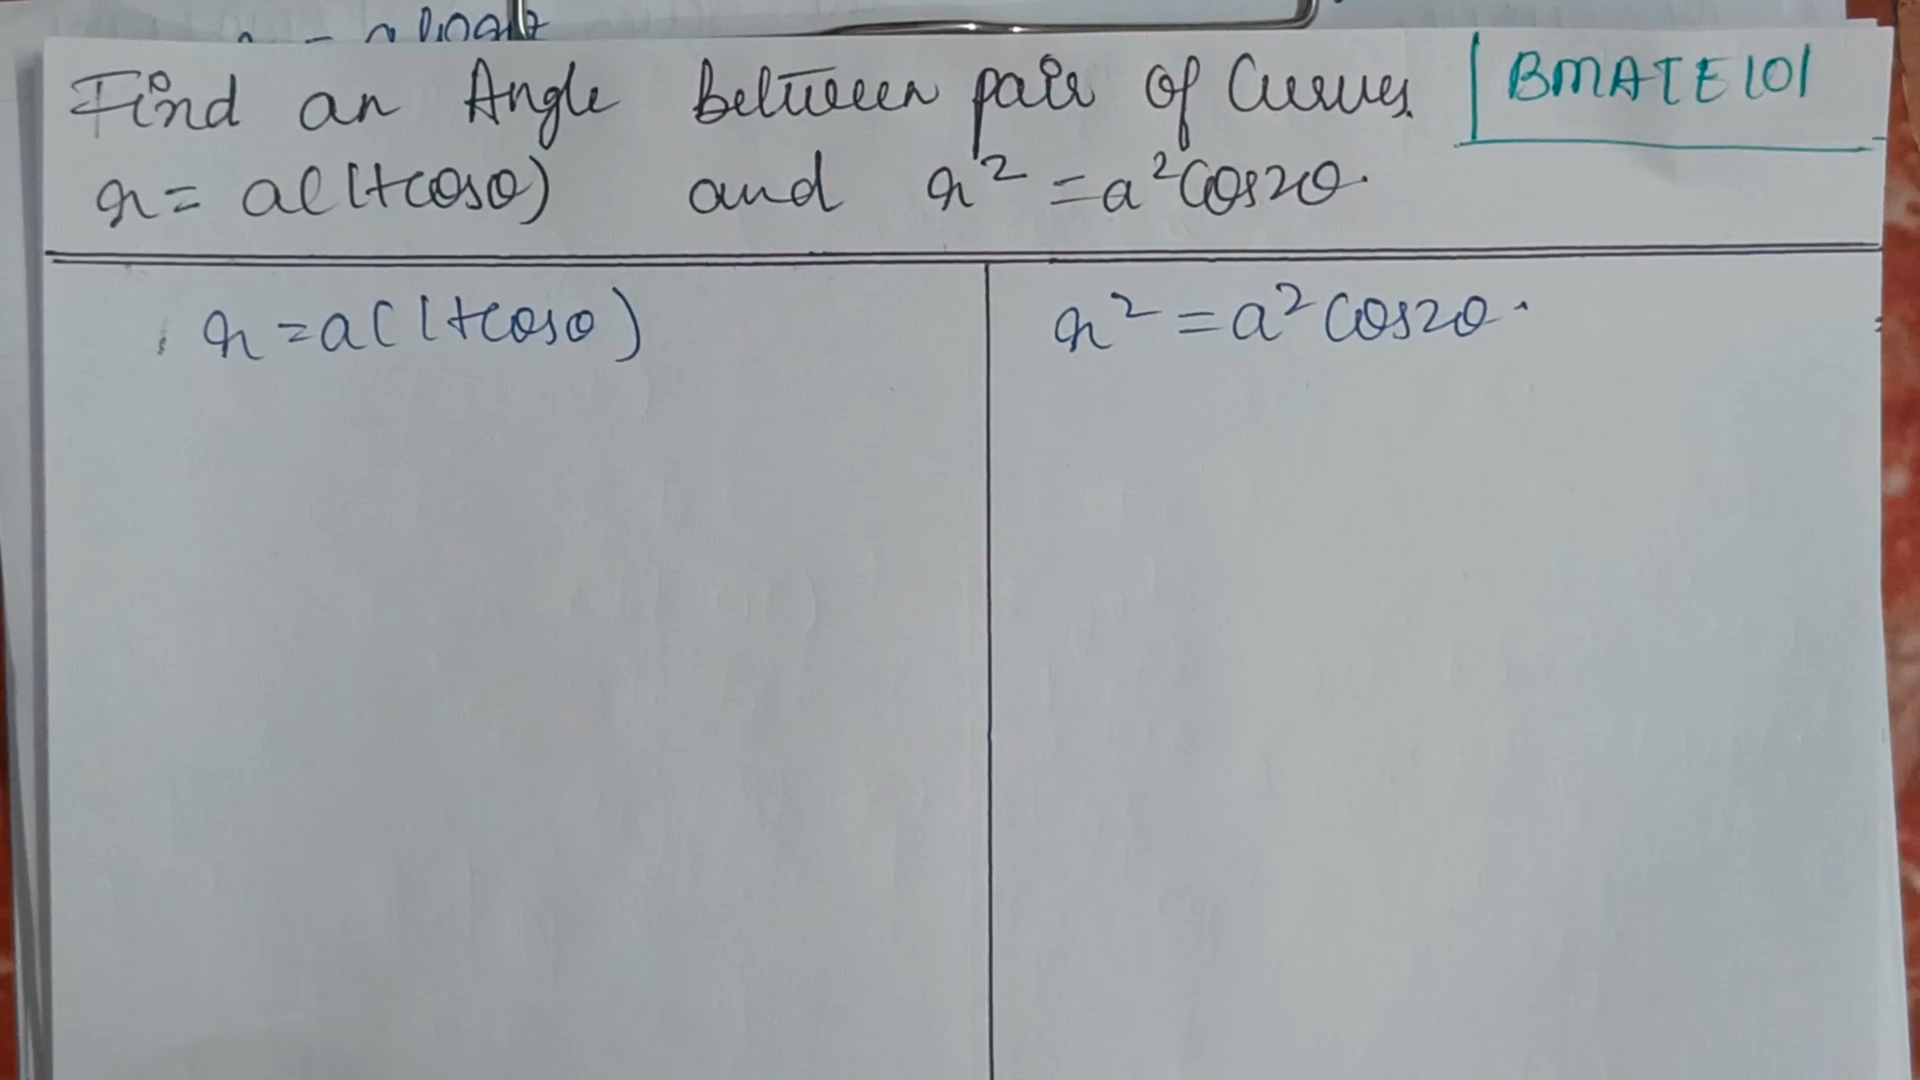 Find an Angle Between pair of Curves. BMATE101
r = a(1+cosθ) and r² = a²cos2θ.
r = a(1+cosθ)
r² = a²cos2θ.